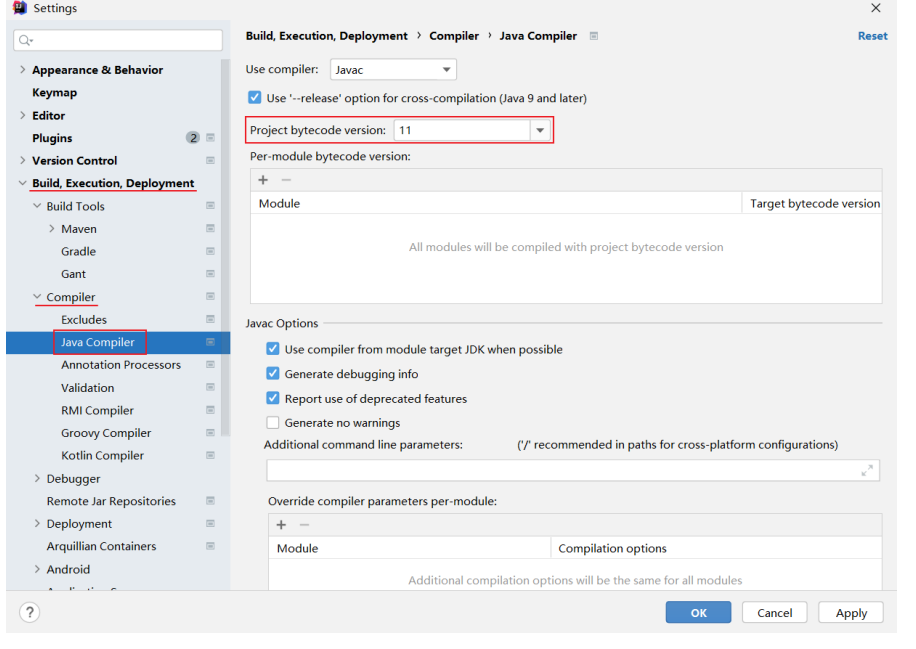 Settings
Appearance & Behavior
Keymap
Editor
Plugins 2
Version Control
Build, Execution, Deployment
Build Tools
Maven
Gradle
Gant
Compiler
Excludes
Java Compiler
Annotation Processors
Validation
RMI Compiler
Groovy Compiler
Kotlin Compiler
Debugger
Remote Jar Repositories
Deployment
Arquillian Containers
Android
Build, Execution, Deployment › Compiler › Java Compiler
Reset
Use compiler: Javac
Use '--release' option for cross-compilation (Java 9 and later)
Project bytecode version: 11
Per-module bytecode version:
Module Target bytecode version
All modules will be compiled with project bytecode version
Javac Options
Use compiler from module target JDK when possible
Generate debugging info
Report use of deprecated features
Generate no warnings
Additional command line parameters: ('/' recommended in paths for cross-platform configurations)
Override compiler parameters per-module:
Module Compilation options
Additional compilation options will be the same for all modules
? OK Cancel Apply